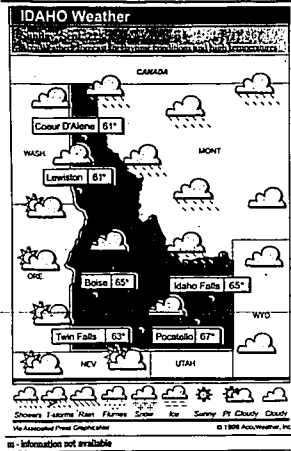 IDAHO Weather
CANADA
Coeur D'Alene 61°
WASH
MONT
Lewiston 61°
ORE
Boise 65°
Idaho Falls 65°
WYO
Twin Falls 63°
Pocatello 67°
NEV
UTAH
Showers T-storms Rain Flurries Snow Ice Sunny Pt Cloudy Cloudy
Via Associated Press GraphicsNet
© 1996 AccuWeather, Inc
m - information not available